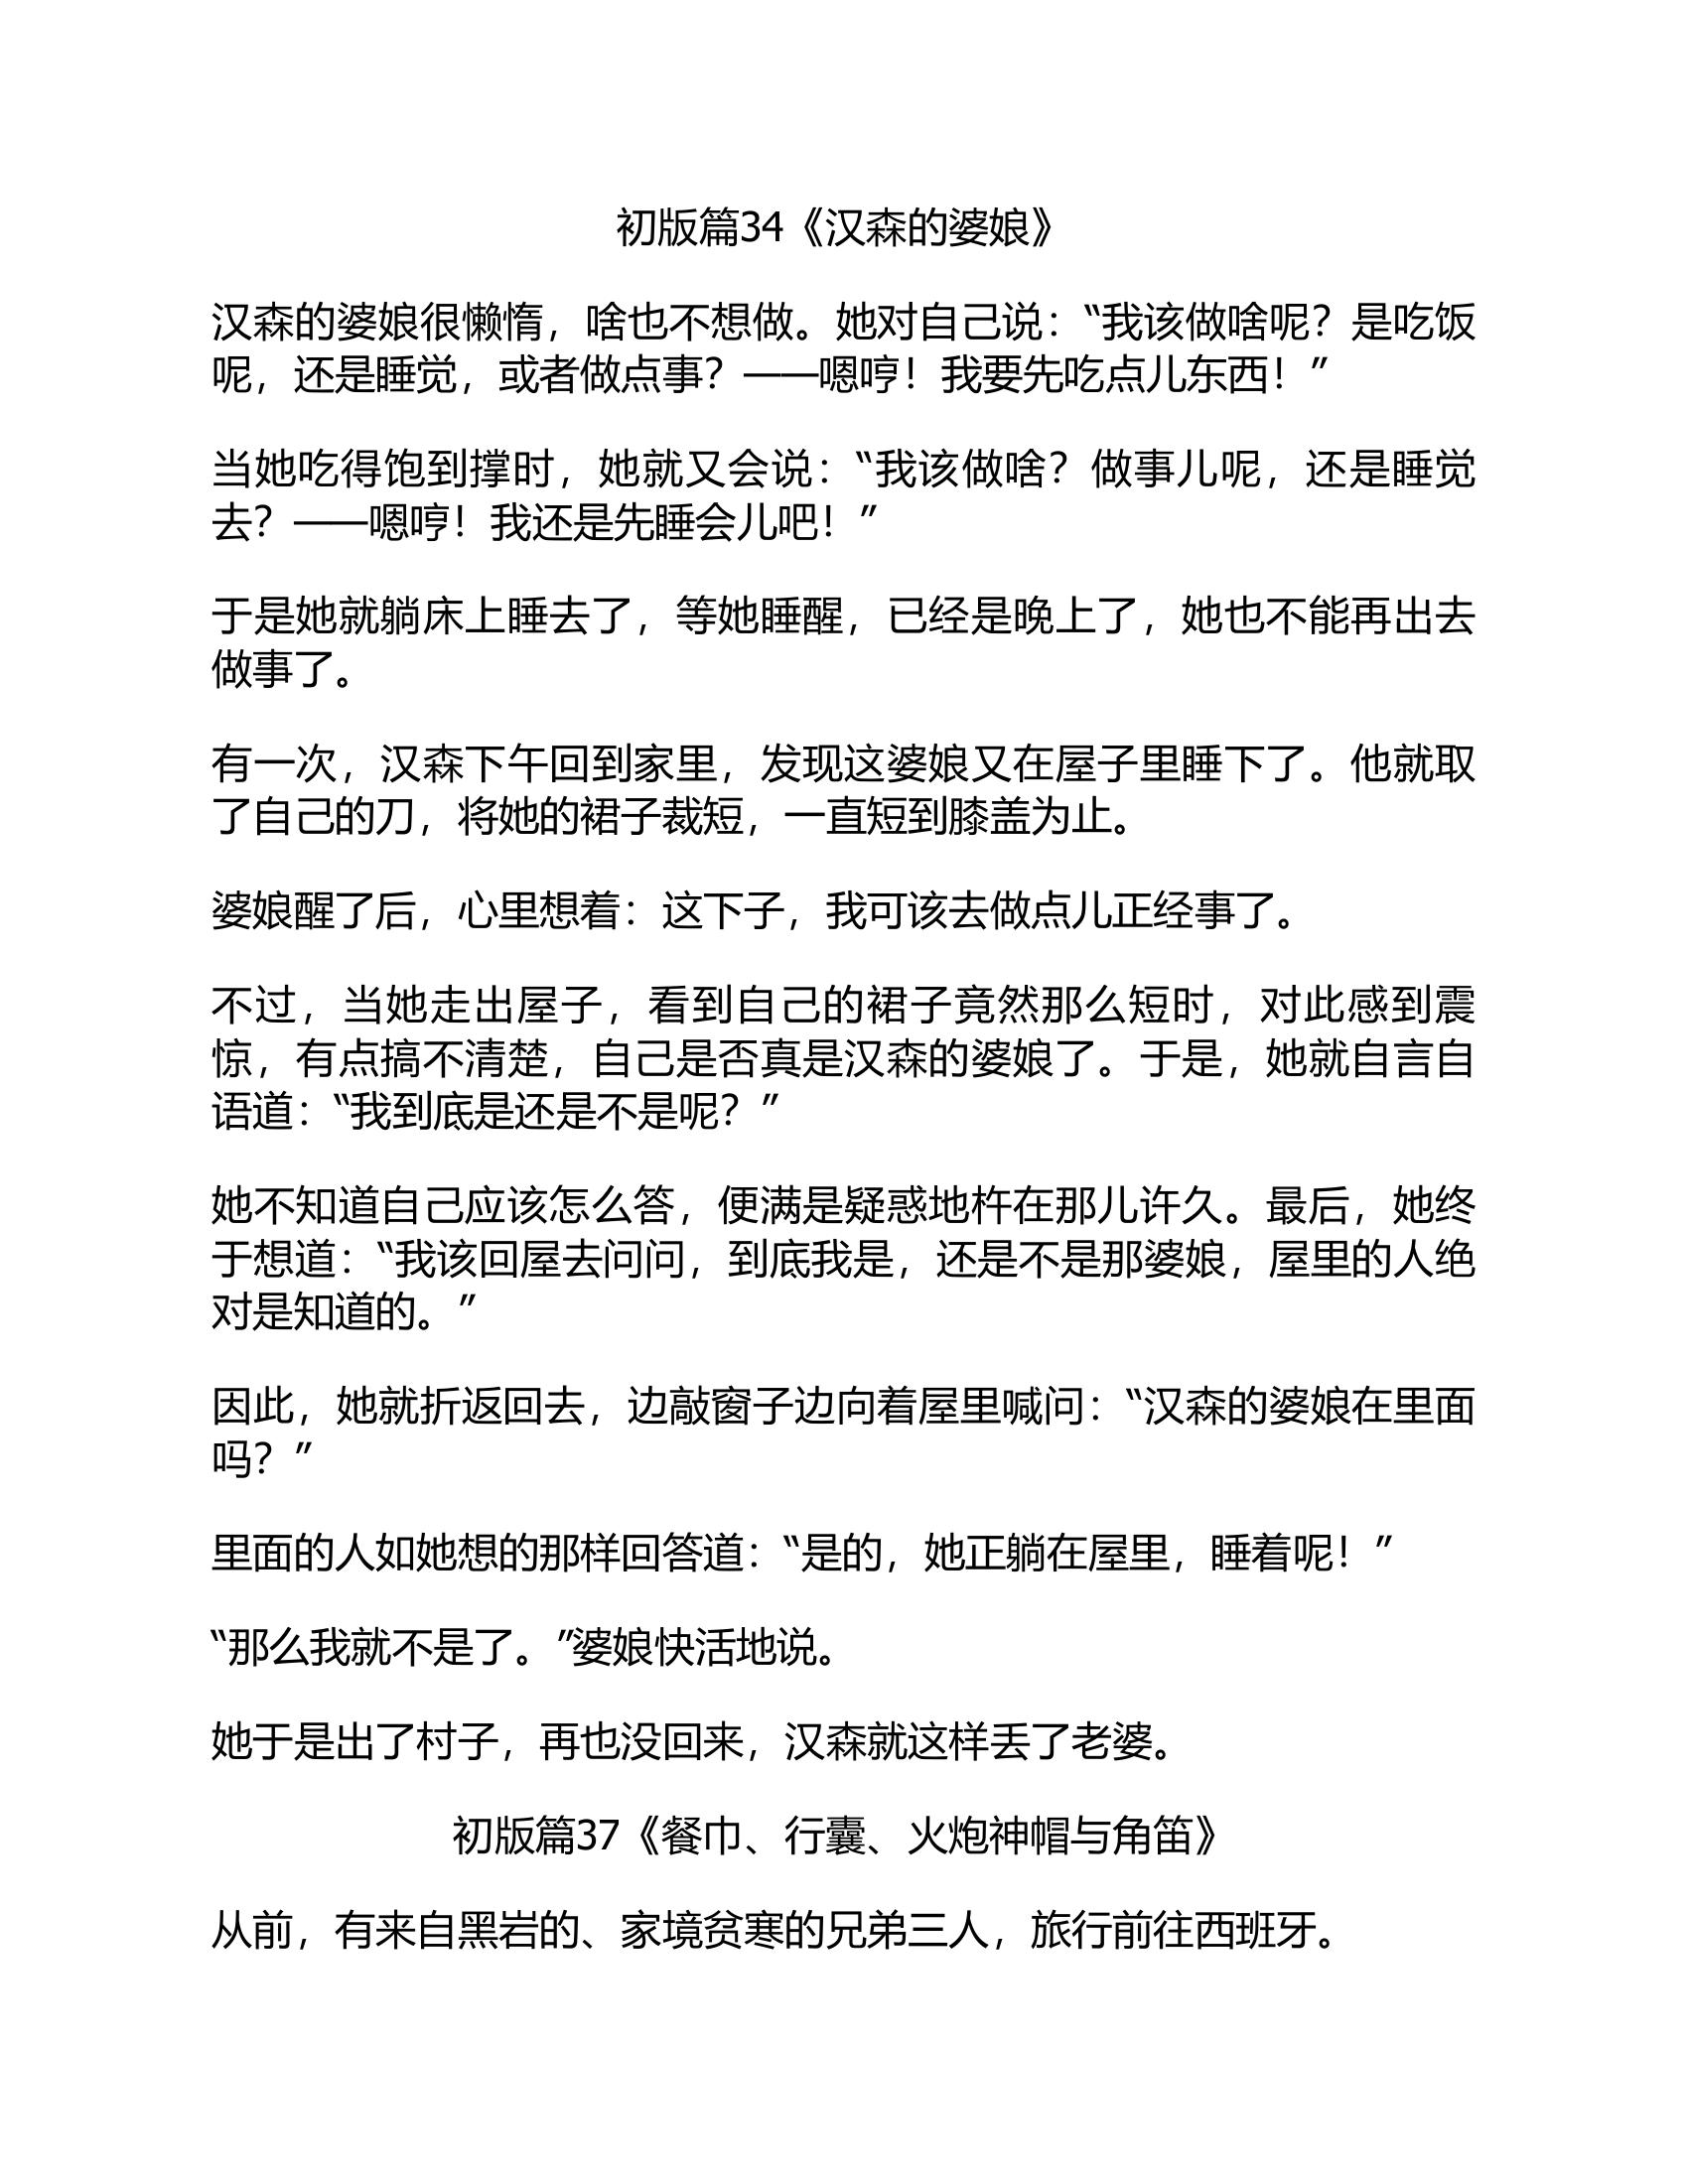 初版篇34《汉森的婆娘》
汉森的婆娘很懒惰，啥也不想做。她对自己说：“我该做啥呢？是吃饭
呢，还是睡觉，或者做点事？——嗯哼！我要先吃点儿东西！”
当她吃得饱到撑时，她就又会说：“我该做啥？做事儿呢，还是睡觉
去？——嗯哼！我还是先睡会儿吧！”
于是她就躺床上睡去了，等她睡醒，已经是晚上了，她也不能再出去
做事了。
有一次，汉森下午回到家里，发现这婆娘又在屋子里睡下了。他就取
了自己的刀，将她的裙子裁短，一直短到膝盖为止。
婆娘醒了后，心里想着：这下子，我可该去做点儿正经事了。
不过，当她走出屋子，看到自己的裙子竟然那么短时，对此感到震
惊，有点搞不清楚，自己是否真是汉森的婆娘了。于是，她就自言自
语道：“我到底是还是不是呢？”
她不知道自己应该怎么答，便满是疑惑地杵在那儿许久。最后，她终
于想道：“我该回屋去问问，到底我是，还是不是那婆娘，屋里的人绝
对是知道的。”
因此，她就折返回去，边敲窗子边向着屋里喊问：“汉森的婆娘在里面
吗？”
里面的人如她想的那样回答道：“是的，她正躺在屋里，睡着呢！”
“那么我就不是了。”婆娘快活地说。
她于是出了村子，再也没回来，汉森就这样丢了老婆。
初版篇37《餐巾、行囊、火炮神帽与角笛》
从前，有来自黑岩的、家境贫寒的兄弟三人，旅行前往西班牙。